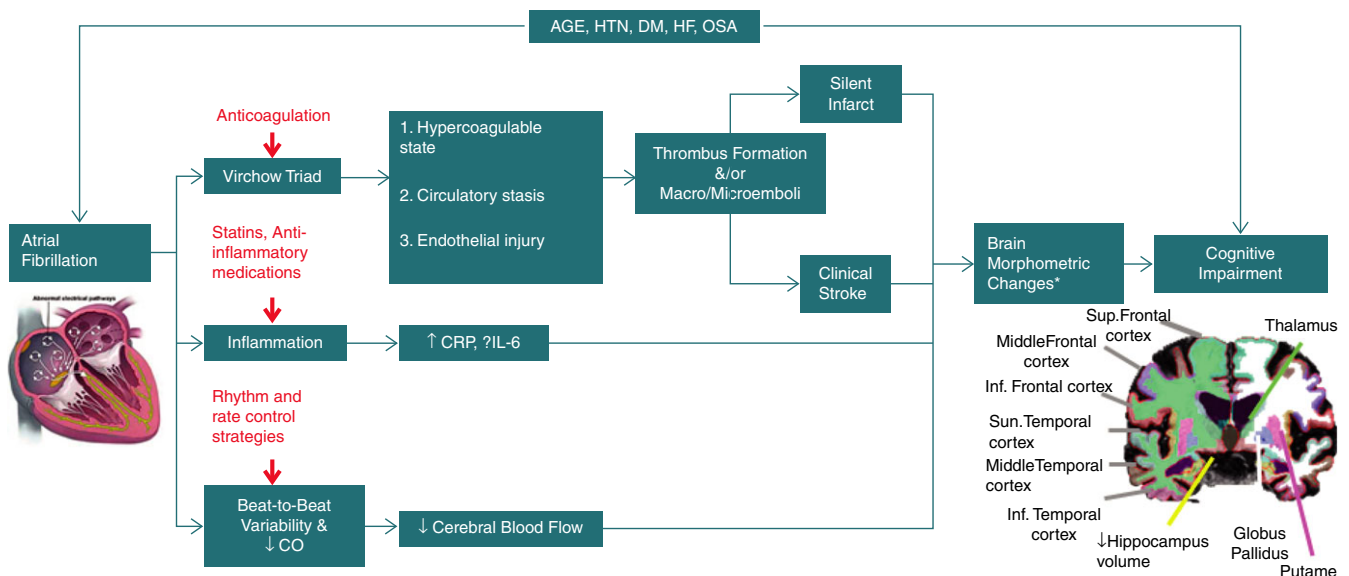 AGE, HTN, DM, HF, OSA
Anticoagulation
Virchow Triad
1. Hypercoagulable
state
2. Circulatory stasis
3. Endothelial injury
Thrombus Formation
&/or
Macro/Microemboli
Silent
Infarct
Clinical
Stroke
Atrial
Fibrillation
Abnormal electrical pathways
Statins, Anti-
inflammatory
medications
Inflammation
↑ CRP, ?IL-6
Rhythm and
rate control
strategies
Beat-to-Beat
Variability &
↓ CO
↓ Cerebral Blood Flow
Brain
Morphometric
Changes*
Cognitive
Impairment
Sup.Frontal
cortex
MiddleFrontal
cortex
Inf. Frontal cortex
Sun.Temporal
cortex
MiddleTemporal
cortex
Inf. Temporal
cortex
↓Hippocampus
volume
Thalamus
Globus
Pallidus
Putame